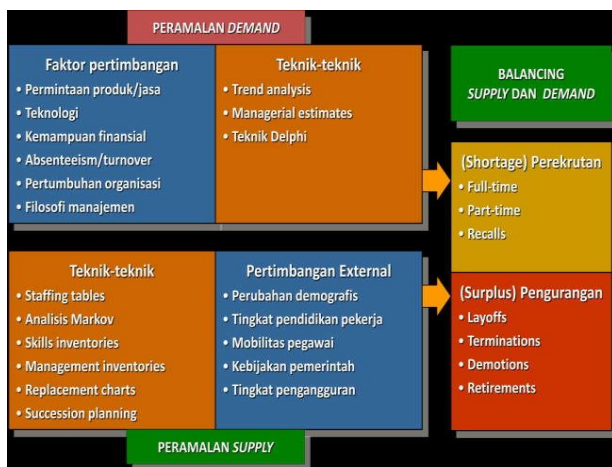 PERAMALAN DEMAND
Faktor pertimbangan
• Permintaan produk/jasa
• Teknologi
• Kemampuan finansial
• Absenteeism/turnover
• Pertumbuhan organisasi
• Filosofi manajemen
Teknik-teknik
• Trend analysis
• Managerial estimates
• Teknik Delphi
BALANCING
SUPPLY DAN DEMAND
(Shortage) Perekrutan
• Full-time
• Part-time
• Recalls
Teknik-teknik
• Staffing tables
• Analisis Markov
• Skills inventories
• Management inventories
• Replacement charts
• Succession planning
Pertimbangan External
• Perubahan demografis
• Tingkat pendidikan pekerja
• Mobilitas pegawai
• Kebijakan pemerintah
• Tingkat pengangguran
(Surplus) Pengurangan
• Layoffs
• Terminations
• Demotions
• Retirements
PERAMALAN SUPPLY